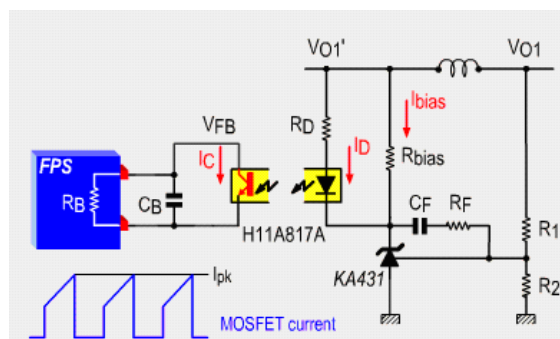 VO1'
VO1
Ibias
VFB
RD
ID
Rbias
FPS
IC
RB
CB
CF
RF
H11A817A
R1
KA431
R2
Ipk
MOSFET current